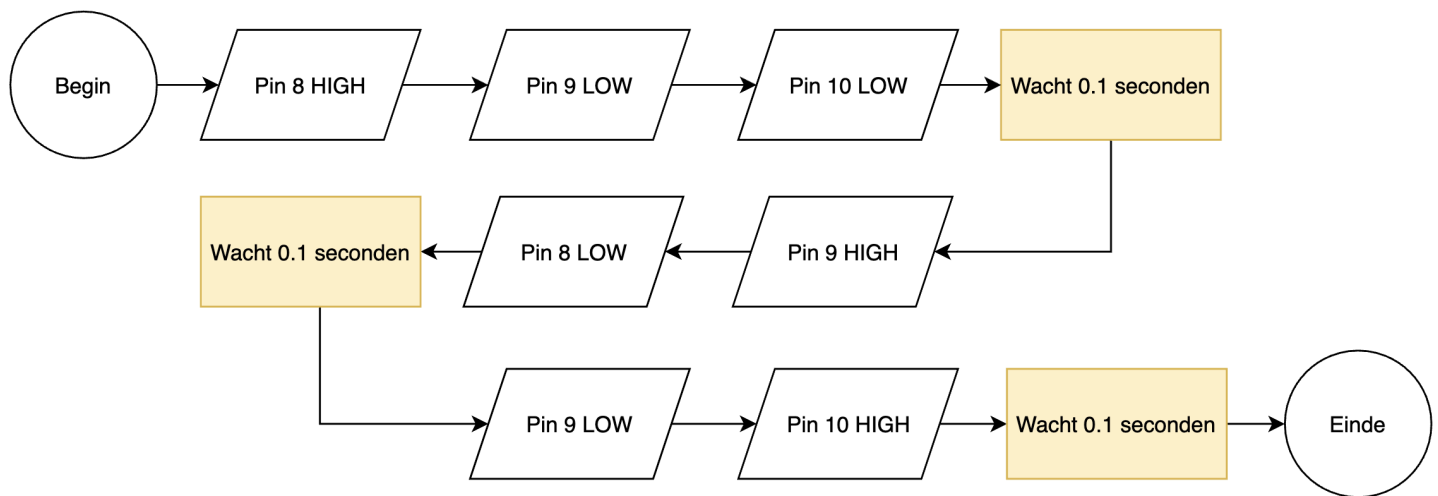 Begin
Pin 8 HIGH
Pin 9 LOW
Pin 10 LOW
Wacht 0.1 seconden
Pin 9 HIGH
Pin 8 LOW
Wacht 0.1 seconden
Pin 9 LOW
Pin 10 HIGH
Wacht 0.1 seconden
Einde